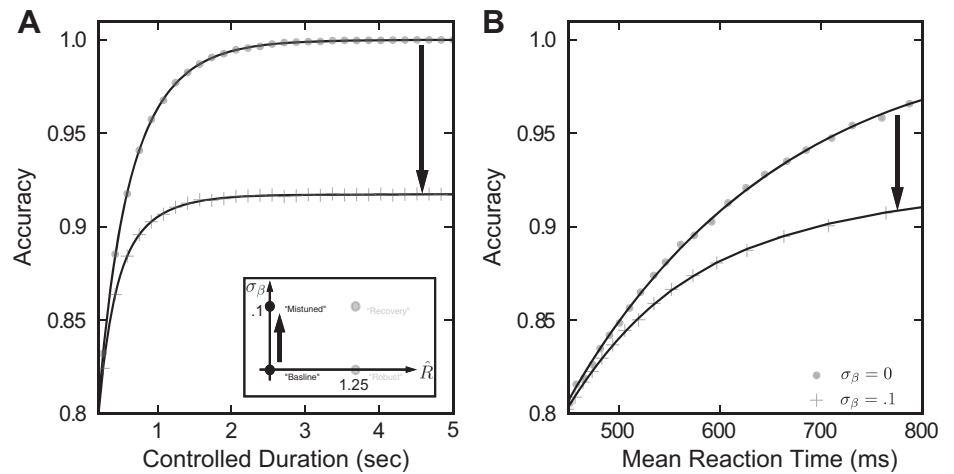 A
B
1.0
0.95
0.9
0.85
0.8
Accuracy
1
2
3
4
5
Controlled Duration (sec)
σβ
.1
"Mistuned"
"Recovery"
"Basline"
"Robust"
1.25
R̂
1.0
0.95
0.9
0.85
0.8
Accuracy
500
600
700
800
Mean Reaction Time (ms)
σβ = 0
σβ = .1